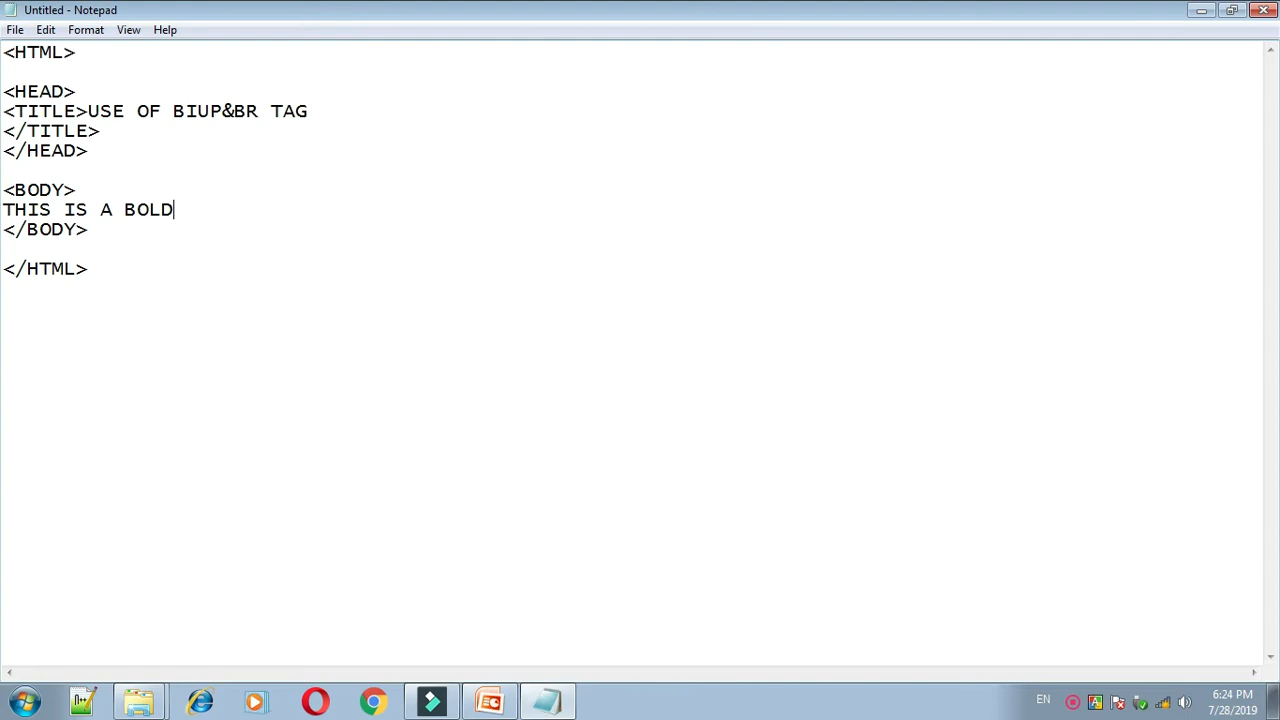 Untitled - Notepad
File Edit Format View Help
<HTML>
<HEAD>
<TITLE>USE OF BIUP&BR TAG
</TITLE>
</HEAD>
<BODY>
THIS IS A BOLD
</BODY>
</HTML>
EN
6:24 PM
7/28/2019